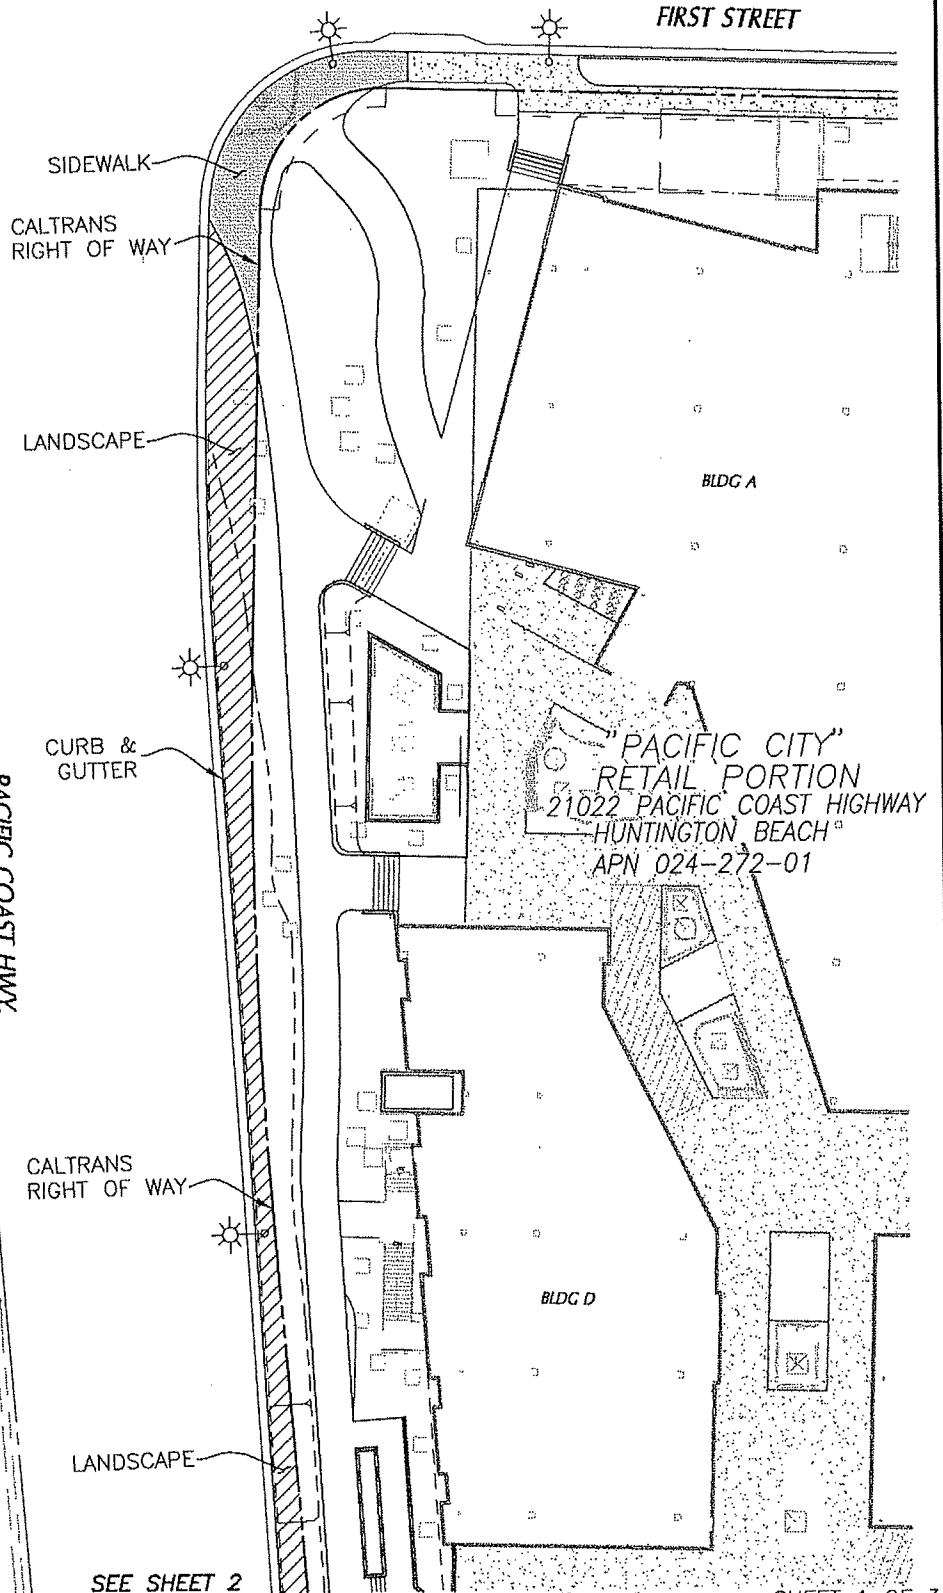 FIRST STREET
SIDEWALK
CALTRANS
RIGHT OF WAY
LANDSCAPE
BLDG A
CURB &
GUTTER
"PACIFIC CITY"
RETAIL PORTION
21022 PACIFIC COAST HIGHWAY
HUNTINGTON BEACH
APN 024-272-01
PACIFIC COAST HWY.
CALTRANS
RIGHT OF WAY
BLDG D
LANDSCAPE
SEE SHEET 2